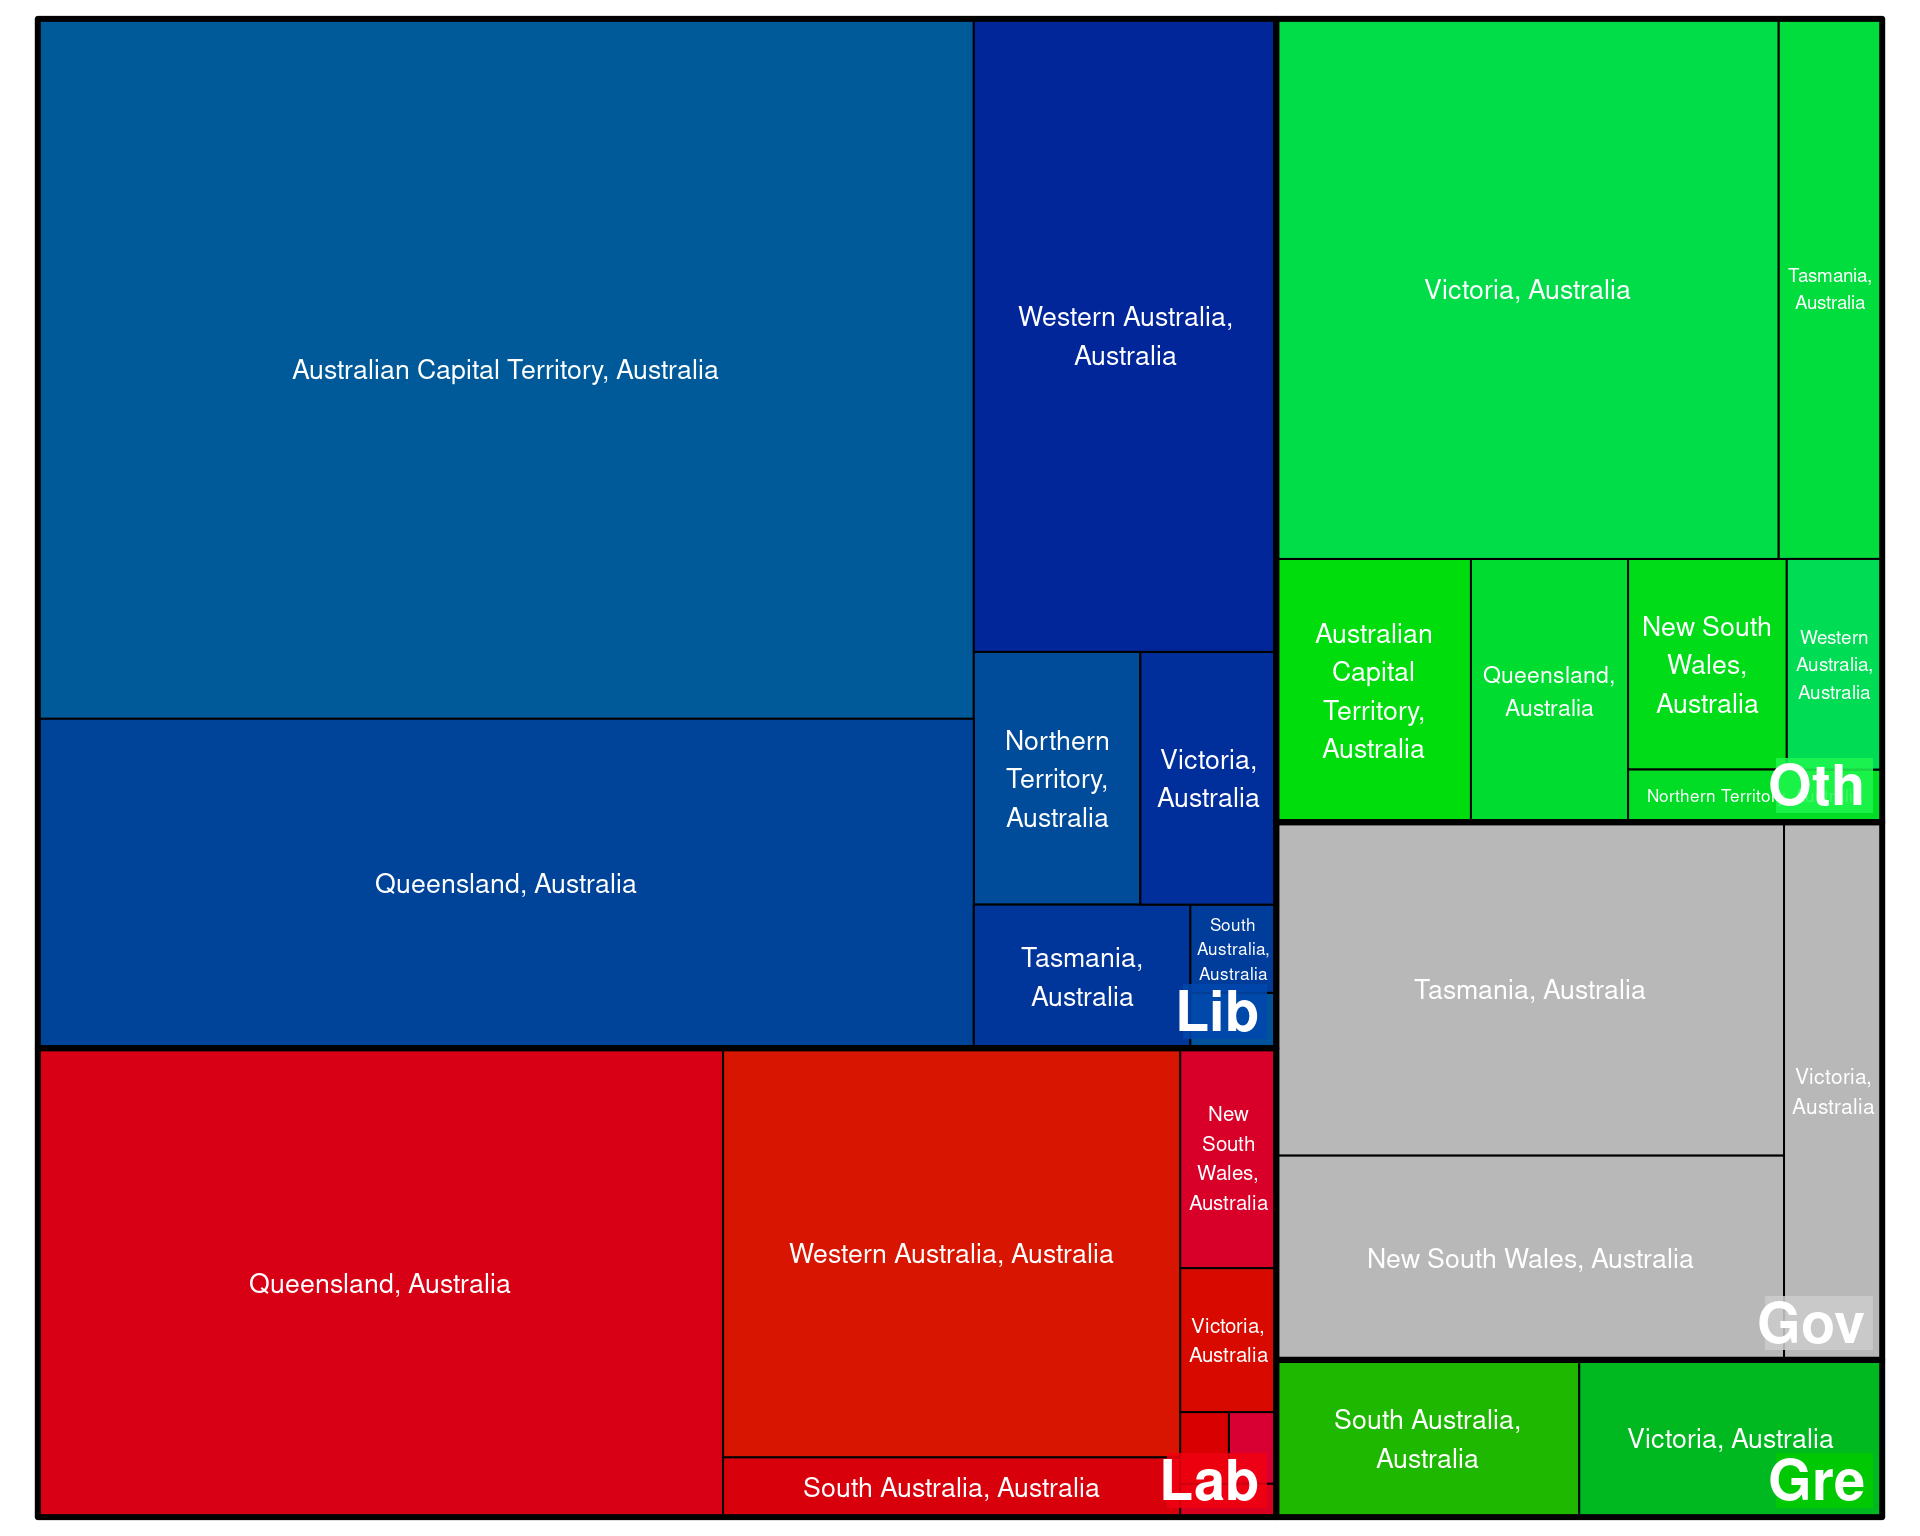 Australian Capital Territory, Australia
Western Australia,
Australia
Northern
Territory,
Australia
Victoria,
Australia
Queensland, Australia
Tasmania,
Australia
South
Australia,
Australia
Lib
Victoria, Australia
Tasmania,
Australia
Australian
Capital
Territory,
Australia
Queensland,
Australia
New South
Wales,
Australia
Western
Australia,
Australia
Northern
Oth
Tasmania, Australia
Victoria,
Australia
New South Wales, Australia
Gov
Queensland, Australia
Western Australia, Australia
New
South
Wales,
Australia
Victoria,
Australia
South Australia, Australia
Lab
South Australia,
Australia
Victoria, Australia
Gre